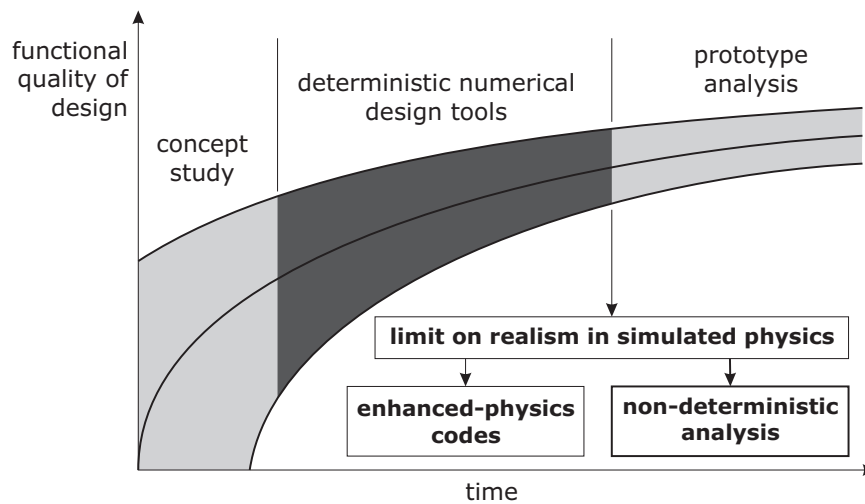 functional
quality of
design
concept
study
deterministic numerical
design tools
prototype
analysis
limit on realism in simulated physics
enhanced-physics
codes
non-deterministic
analysis
time